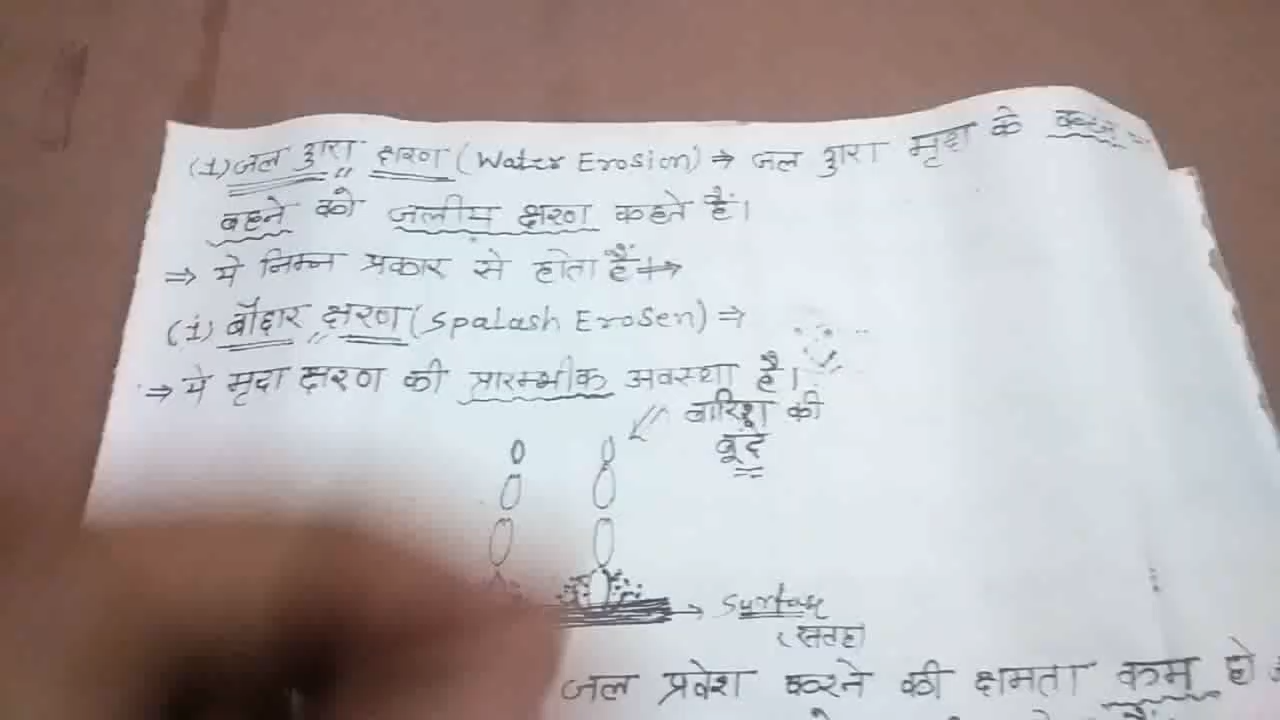 (1) जल द्वारा क्षरण (Water Erosion) ⇒ जल द्वारा मृदा के
बहने को जलीय क्षरण कहते हैं।
⇒ ये निम्न प्रकार से होता हैं →
(i) बौद्दार क्षरण (Spalash Erosen) ⇒
⇒ ये मृदा क्षरण की प्रारम्भीक अवस्था है।
बारिश की
बूंदे
→ Surface
(सतह)
जल प्रवेश करने की क्षमता कम हो